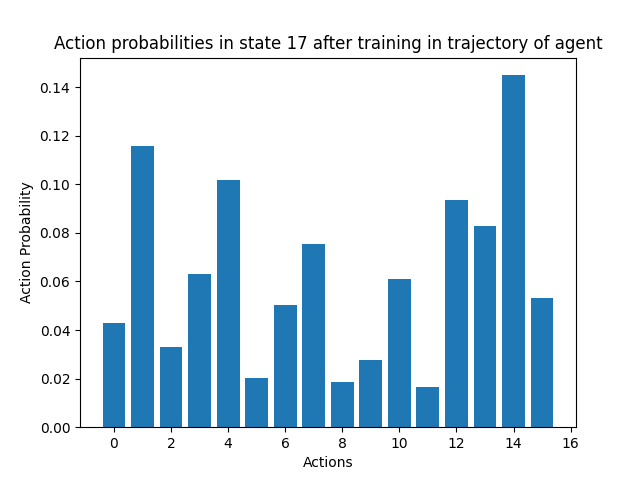 Action probabilities in state 17 after training in trajectory of agent
0.14
0.12
0.10
0.08
0.06
0.04
0.02
0.00
Action Probability
0 2 4 6 8 10 12 14 16
Actions